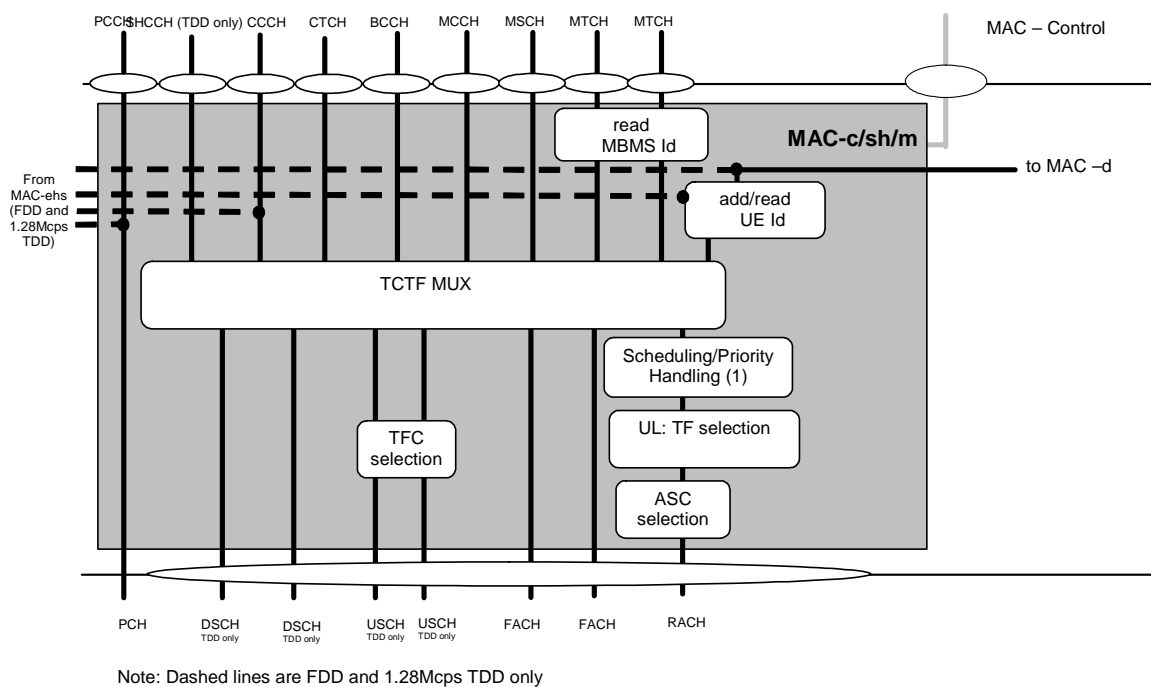 PCCH SHCCH (TDD only) CCCH CTCH BCCH MCCH MSCH MTCH MTCH
MAC – Control
read
MBMS Id
MAC-c/sh/m
to MAC –d
From
MAC-ehs
(FDD and
1.28Mcps
TDD)
add/read
UE Id
TCTF MUX
Scheduling/Priority
Handling (1)
UL: TF selection
TFC
selection
ASC
selection
PCH DSCH DSCH USCH USCH FACH FACH RACH
TDD only TDD only TDD only TDD only
Note: Dashed lines are FDD and 1.28Mcps TDD only